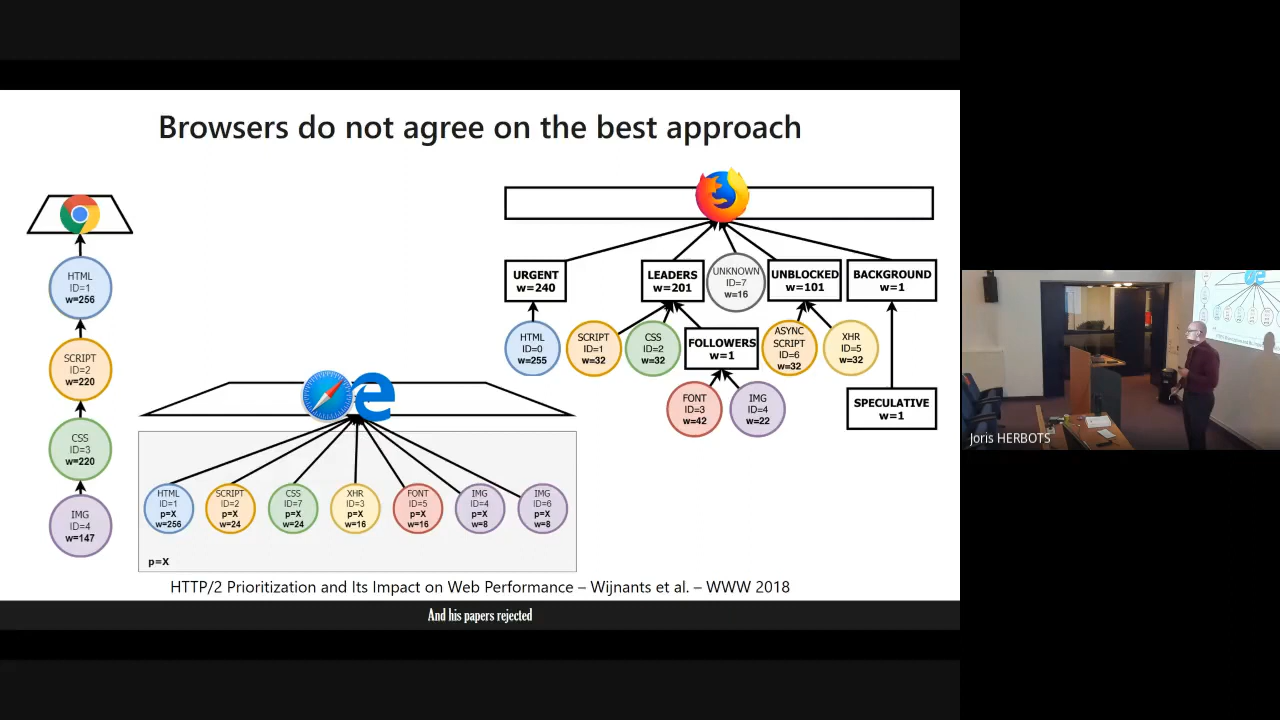 Browsers do not agree on the best approach
HTML
ID=1
w=256
SCRIPT
ID=2
w=220
CSS
ID=3
w=220
IMG
ID=4
w=147
HTML
ID=1
p=X
w=256
SCRIPT
ID=2
p=X
w=24
CSS
ID=7
p=X
w=24
XHR
ID=3
p=X
w=16
FONT
ID=5
p=X
w=16
IMG
ID=4
p=X
w=8
IMG
ID=6
p=X
w=8
p=X
URGENT
w=240
LEADERS
w=201
UNKNOWN
ID=7
w=16
UNBLOCKED
w=101
BACKGROUND
w=1
HTML
ID=0
w=255
SCRIPT
ID=1
w=32
CSS
ID=2
w=32
FOLLOWERS
w=1
ASYNC
SCRIPT
ID=6
w=32
XHR
ID=5
w=32
FONT
ID=3
w=42
IMG
ID=4
w=22
SPECULATIVE
w=1
HTTP/2 Prioritization and Its Impact on Web Performance – Wijnants et al. – WWW 2018
And his papers rejected
Joris HERBOTS